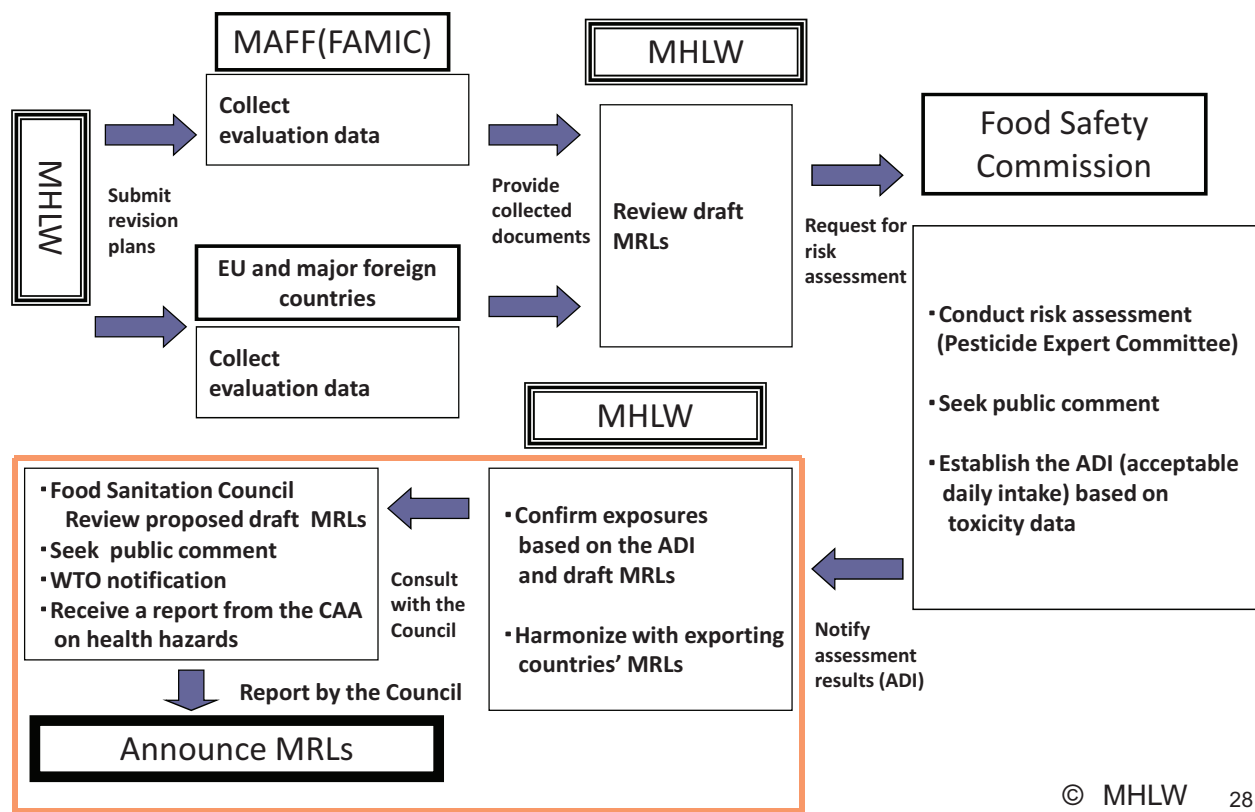 MAFF(FAMIC)
Collect
evaluation data
MHLW
Submit
revision
plans
EU and major foreign
countries
Collect
evaluation data
Provide
collected
documents
MHLW
Review draft
MRLs
Request for
risk
assessment
Food Safety
Commission
・Conduct risk assessment
(Pesticide Expert Committee)
・Seek public comment
・Establish the ADI (acceptable
daily intake) based on
toxicity data
Notify
assessment
results (ADI)
MHLW
・Confirm exposures
based on the ADI
and draft MRLs
・Harmonize with exporting
countries’ MRLs
Consult
with the
Council
・Food Sanitation Council
Review proposed draft MRLs
・Seek public comment
・WTO notification
・Receive a report from the CAA
on health hazards
Report by the Council
Announce MRLs
© MHLW 28